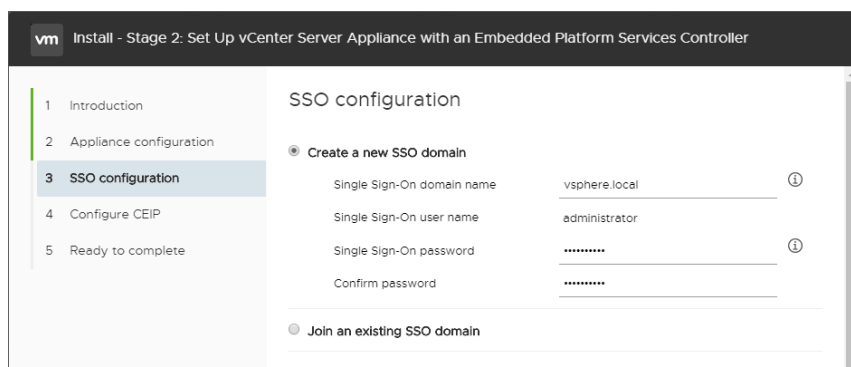 vm Install - Stage 2: Set Up vCenter Server Appliance with an Embedded Platform Services Controller
1 Introduction
2 Appliance configuration
3 SSO configuration
4 Configure CEIP
5 Ready to complete
SSO configuration
Create a new SSO domain
Single Sign-On domain name vsphere.local
Single Sign-On user name administrator
Single Sign-On password ••••••••••
Confirm password ••••••••••
Join an existing SSO domain